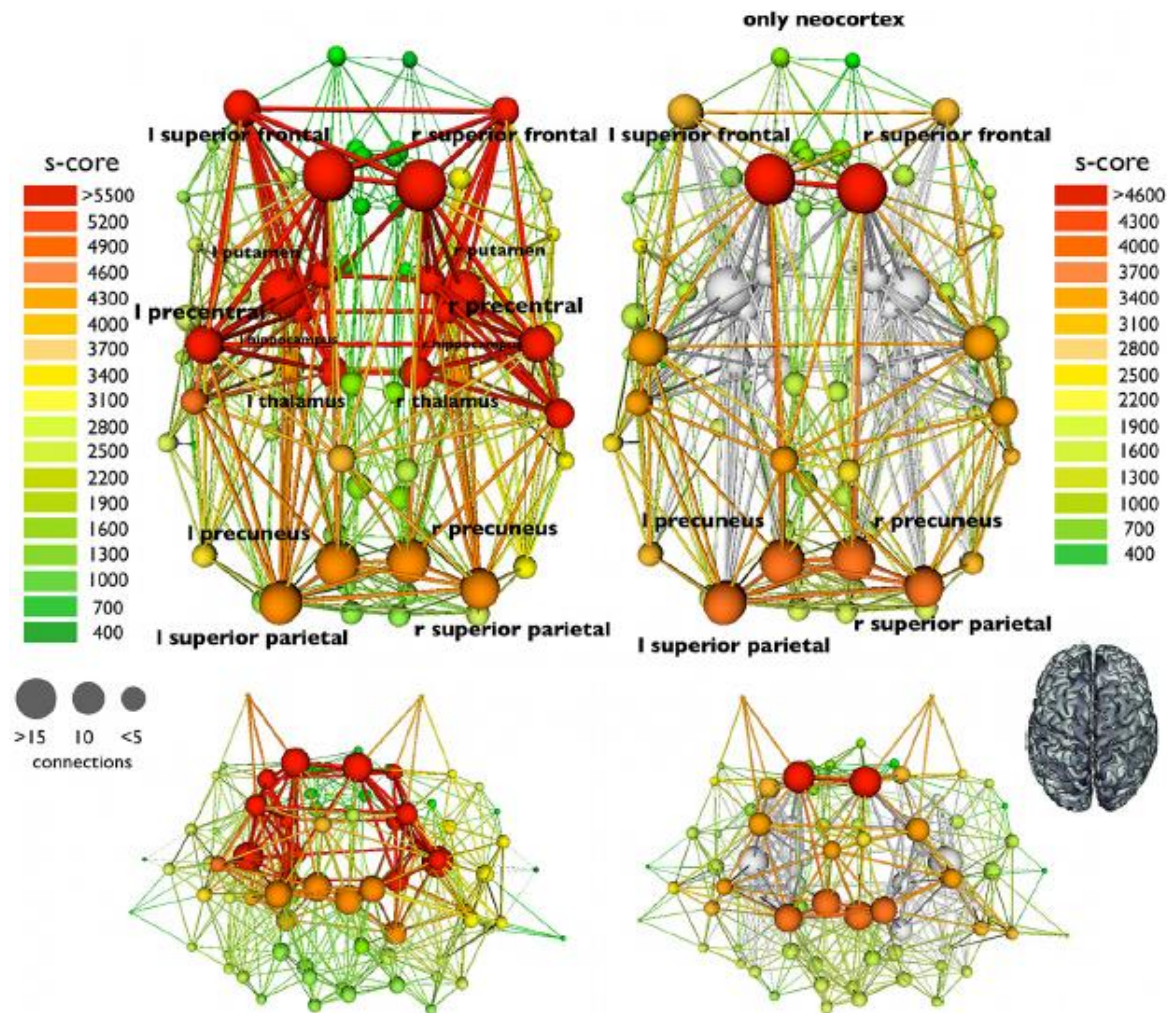 only neocortex
l superior frontal
r superior frontal
l superior frontal
r superior frontal
s-core
>5500
5200
4900
4600
4300
4000
3700
3400
3100
2800
2500
2200
1900
1600
1300
1000
700
400
s-core
>4600
4300
4000
3700
3400
3100
2800
2500
2200
1900
1600
1300
1000
700
400
l putamen
r putamen
l precentral
r precentral
l hippocampus
r hippocampus
l thalamus
r thalamus
l precuneus
r precuneus
l precuneus
r precuneus
l superior parietal
r superior parietal
l superior parietal
r superior parietal
>15
10
<5
connections